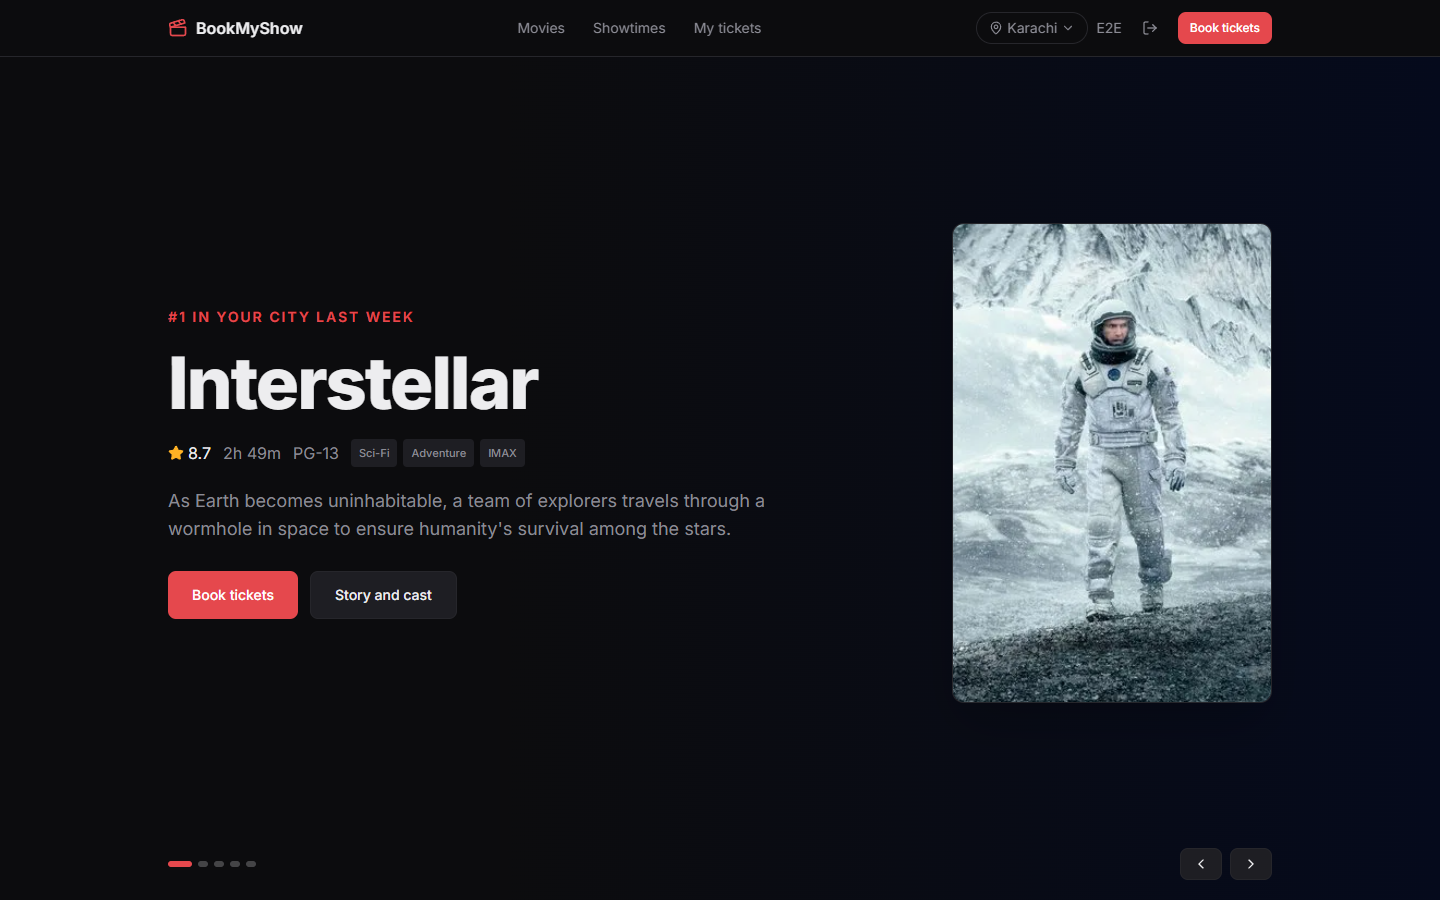 BookMyShow
Movies
Showtimes
My tickets
Karachi
E2E
Book tickets
#1 IN YOUR CITY LAST WEEK
Interstellar
8.7 2h 49m PG-13 Sci-Fi Adventure IMAX
As Earth becomes uninhabitable, a team of explorers travels through a
wormhole in space to ensure humanity's survival among the stars.
Book tickets
Story and cast